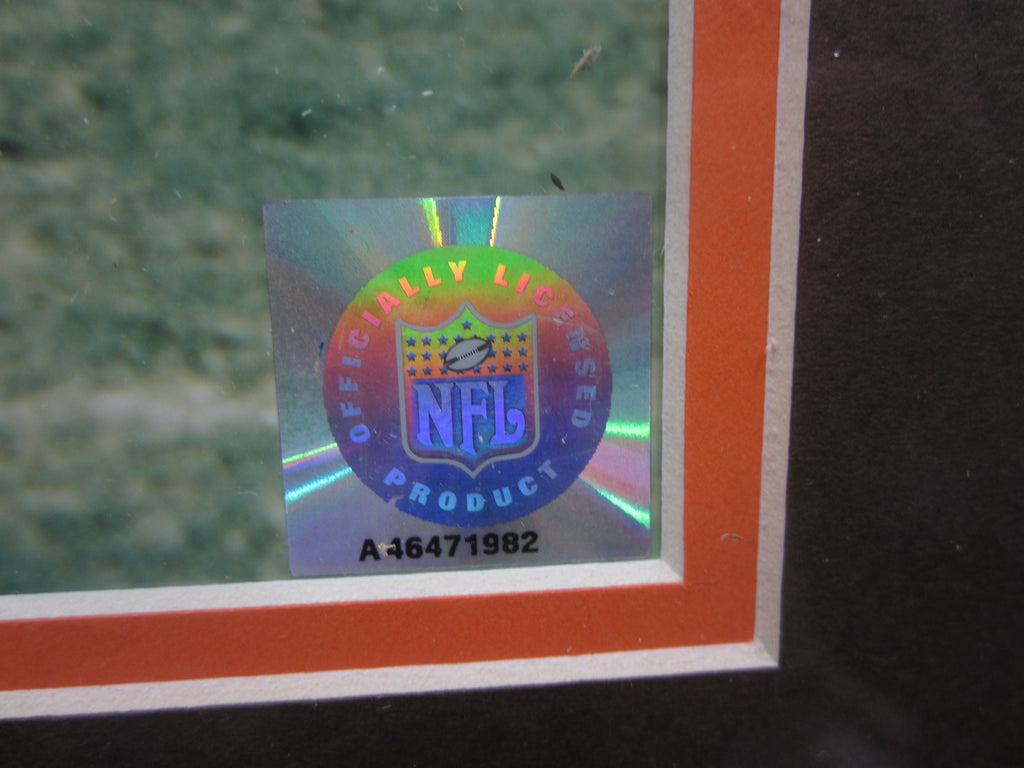 OFFICIALLY LICENSED
NFL
PRODUCT
A46471982